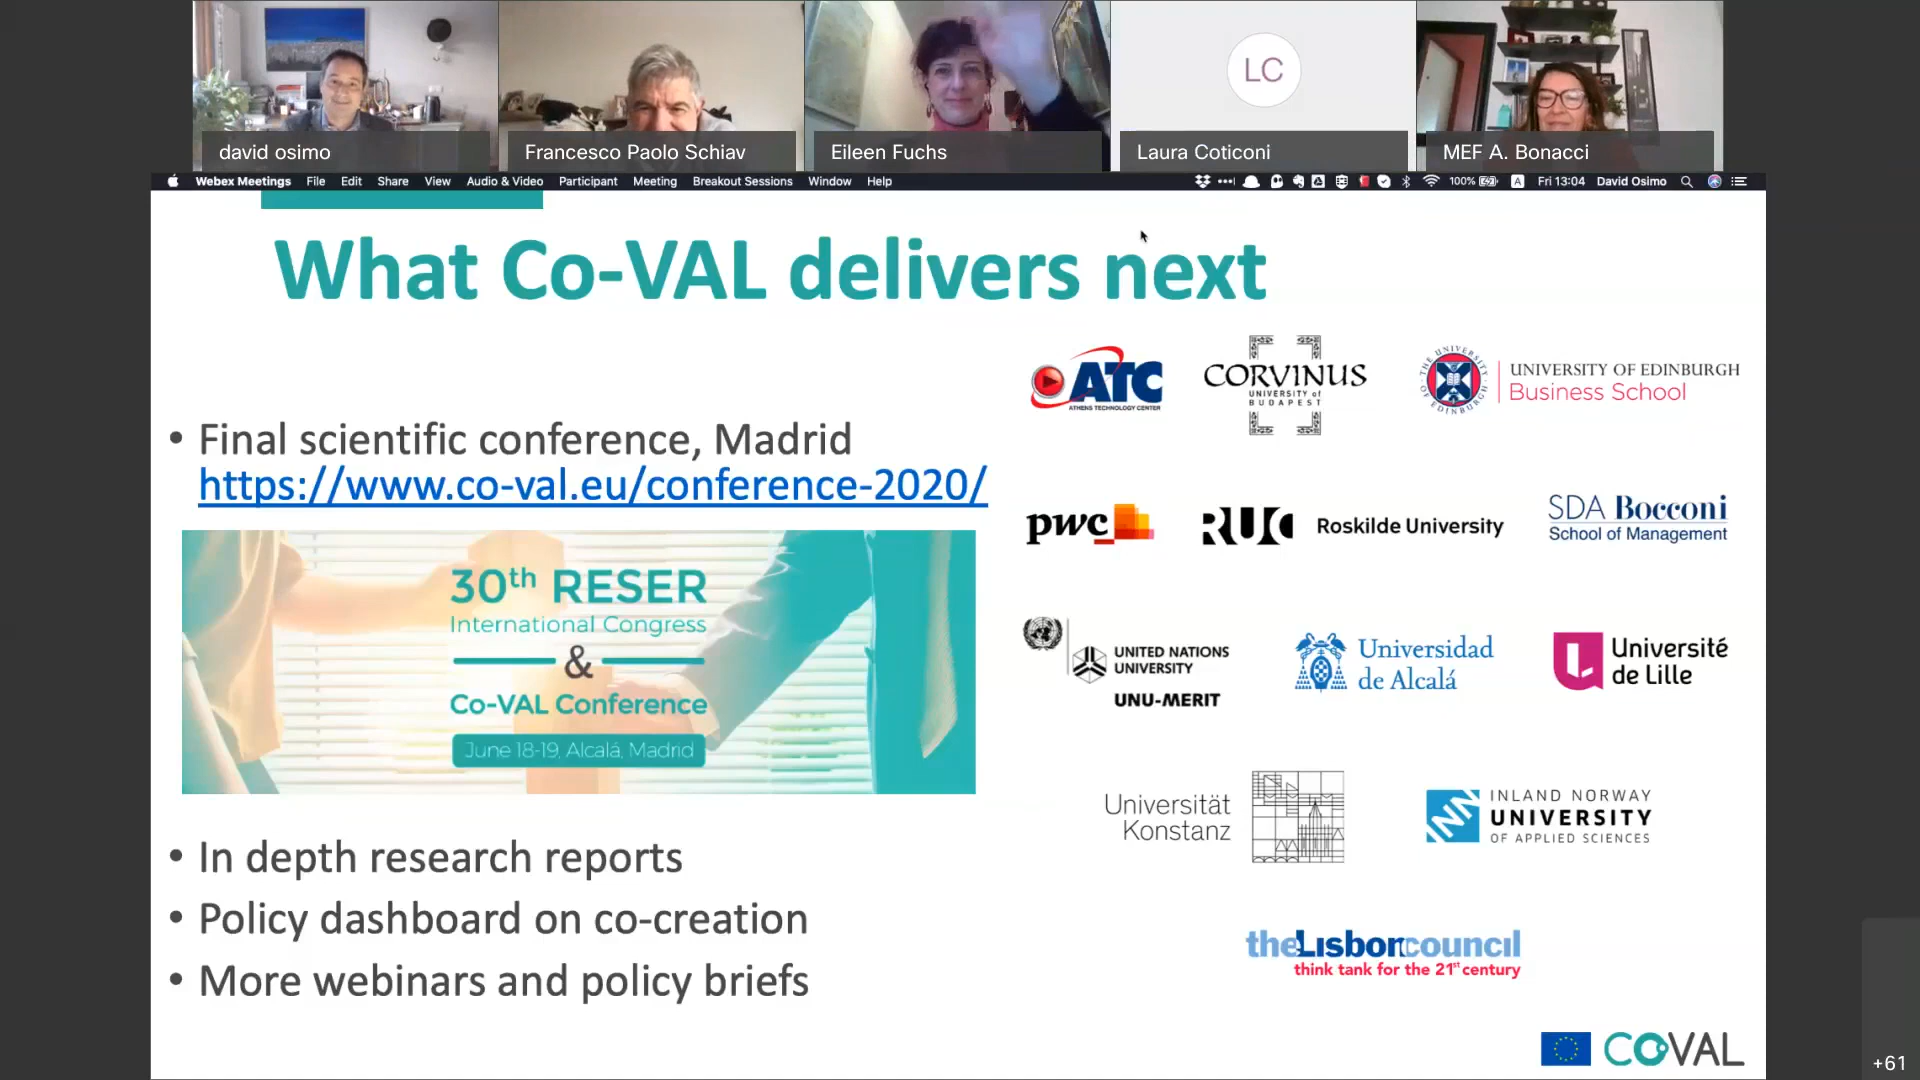 david osimo
Francesco Paolo Schiav
Eileen Fuchs
LC
Laura Coticoni
MEF A. Bonacci
Webex Meetings File Edit Share View Audio & Video Participant Meeting Breakout Sessions Window Help
100% A Fri 13:04 David Osimo
What Co-VAL delivers next
• Final scientific conference, Madrid
https://www.co-val.eu/conference-2020/
30th RESER
International Congress
&
Co-VAL Conference
June 18-19, Alcalá, Madrid
• In depth research reports
• Policy dashboard on co-creation
• More webinars and policy briefs
ATC
ATHENS TECHNOLOGY CENTER
CORVINUS
UNIVERSITY of
BUDAPEST
THE UNIVERSITY OF EDINBURGH
UNIVERSITY OF EDINBURGH
Business School
pwc
RUC Roskilde University
SDA Bocconi
School of Management
UNITED NATIONS
UNIVERSITY
UNU-MERIT
Universidad
de Alcalá
Université
de Lille
Universität
Konstanz
INN
INLAND NORWAY
UNIVERSITY
OF APPLIED SCIENCES
theLisboncouncil
think tank for the 21st century
COVAL
+61